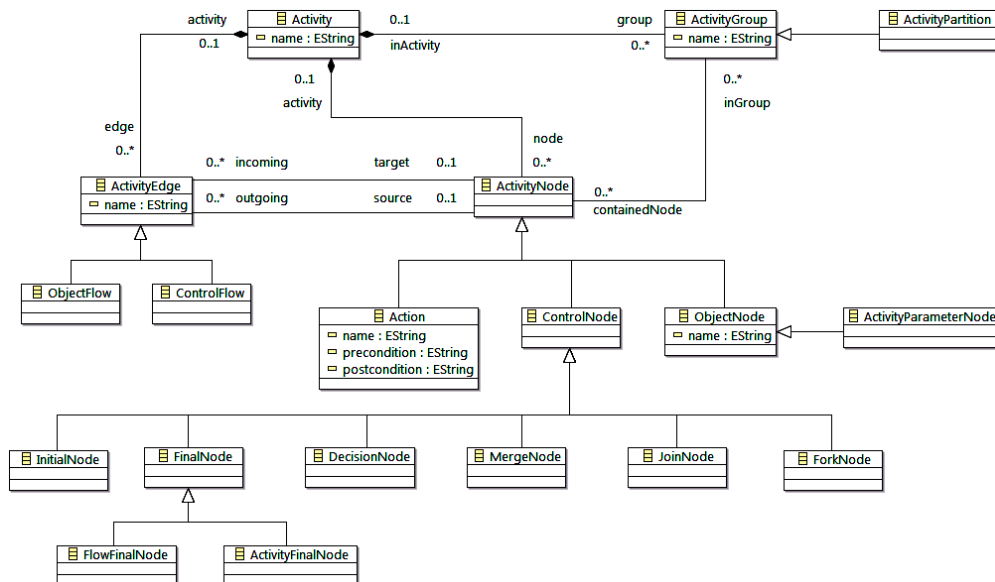 activity
Activity
0..1
group
ActivityGroup
ActivityPartition
name : EString
name : EString
0..1
inActivity
0..*
0..1
0..*
activity
inGroup
edge
node
0..*
0..*
incoming
target
0..1
0..*
ActivityEdge
ActivityNode
name : EString
0..*
outgoing
source
0..1
0..*
containedNode
ObjectFlow
ControlFlow
Action
ControlNode
ObjectNode
ActivityParameterNode
name : EString
name : EString
precondition : EString
postcondition : EString
InitialNode
FinalNode
DecisionNode
MergeNode
JoinNode
ForkNode
FlowFinalNode
ActivityFinalNode